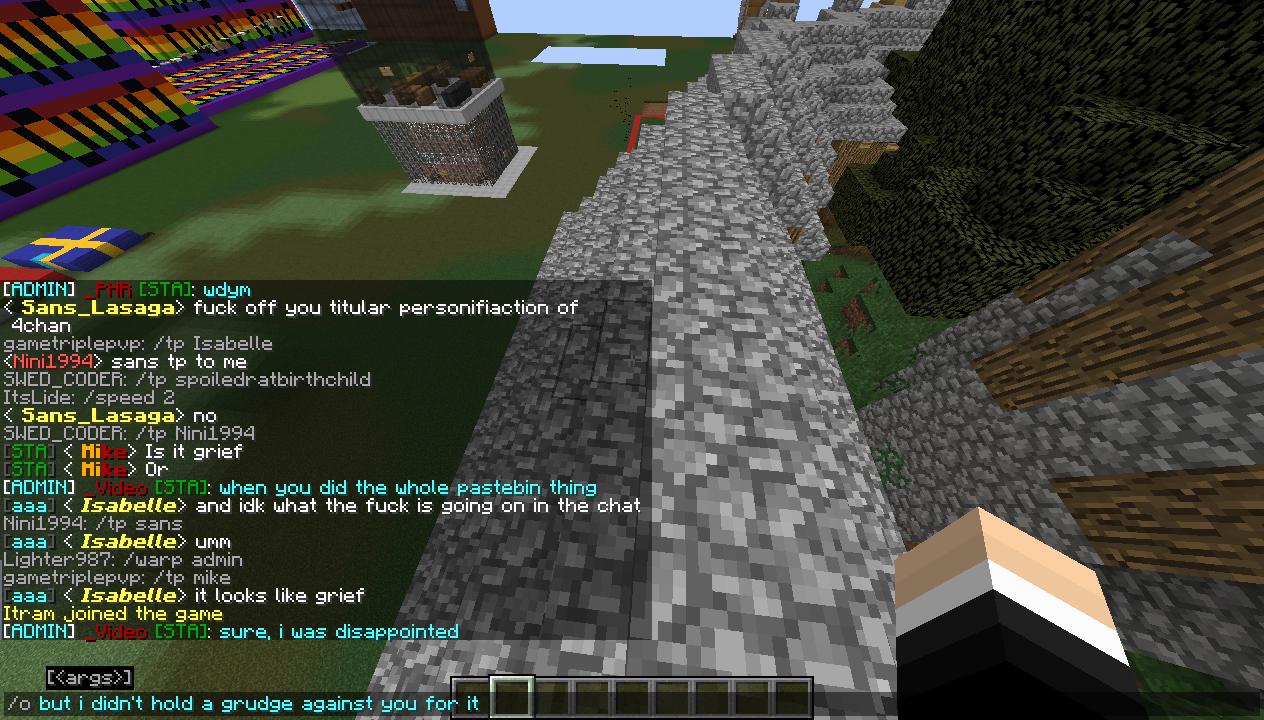 [ADMIN] _PHR [STA]: wdym
< Sans_Lasaga> fuck off you titular personifiaction of
4chan
gametriplepvp: /tp Isabelle
<Nini1994> sans tp to me
SWED_CODER: /tp spoiledratbirthchild
ItsLide: /speed 2
< Sans_Lasaga> no
SWED_CODER: /tp Nini1994
[STA] < Mike> Is it grief
[STA] < Mike> Or
[ADMIN] _Video [STA]: when you did the whole pastebin thing
[aaa] < Isabelle> and idk what the fuck is going on in the chat
Nini1994: /tp sans
[aaa] < Isabelle> umm
Lighter987: /warp admin
gametriplepvp: /tp mike
[aaa] < Isabelle> it looks like grief
Itram joined the game
[ADMIN] _Video [STA]: sure, i was disappointed
[<args>]
/o but i didn't hold a grudge against you for it